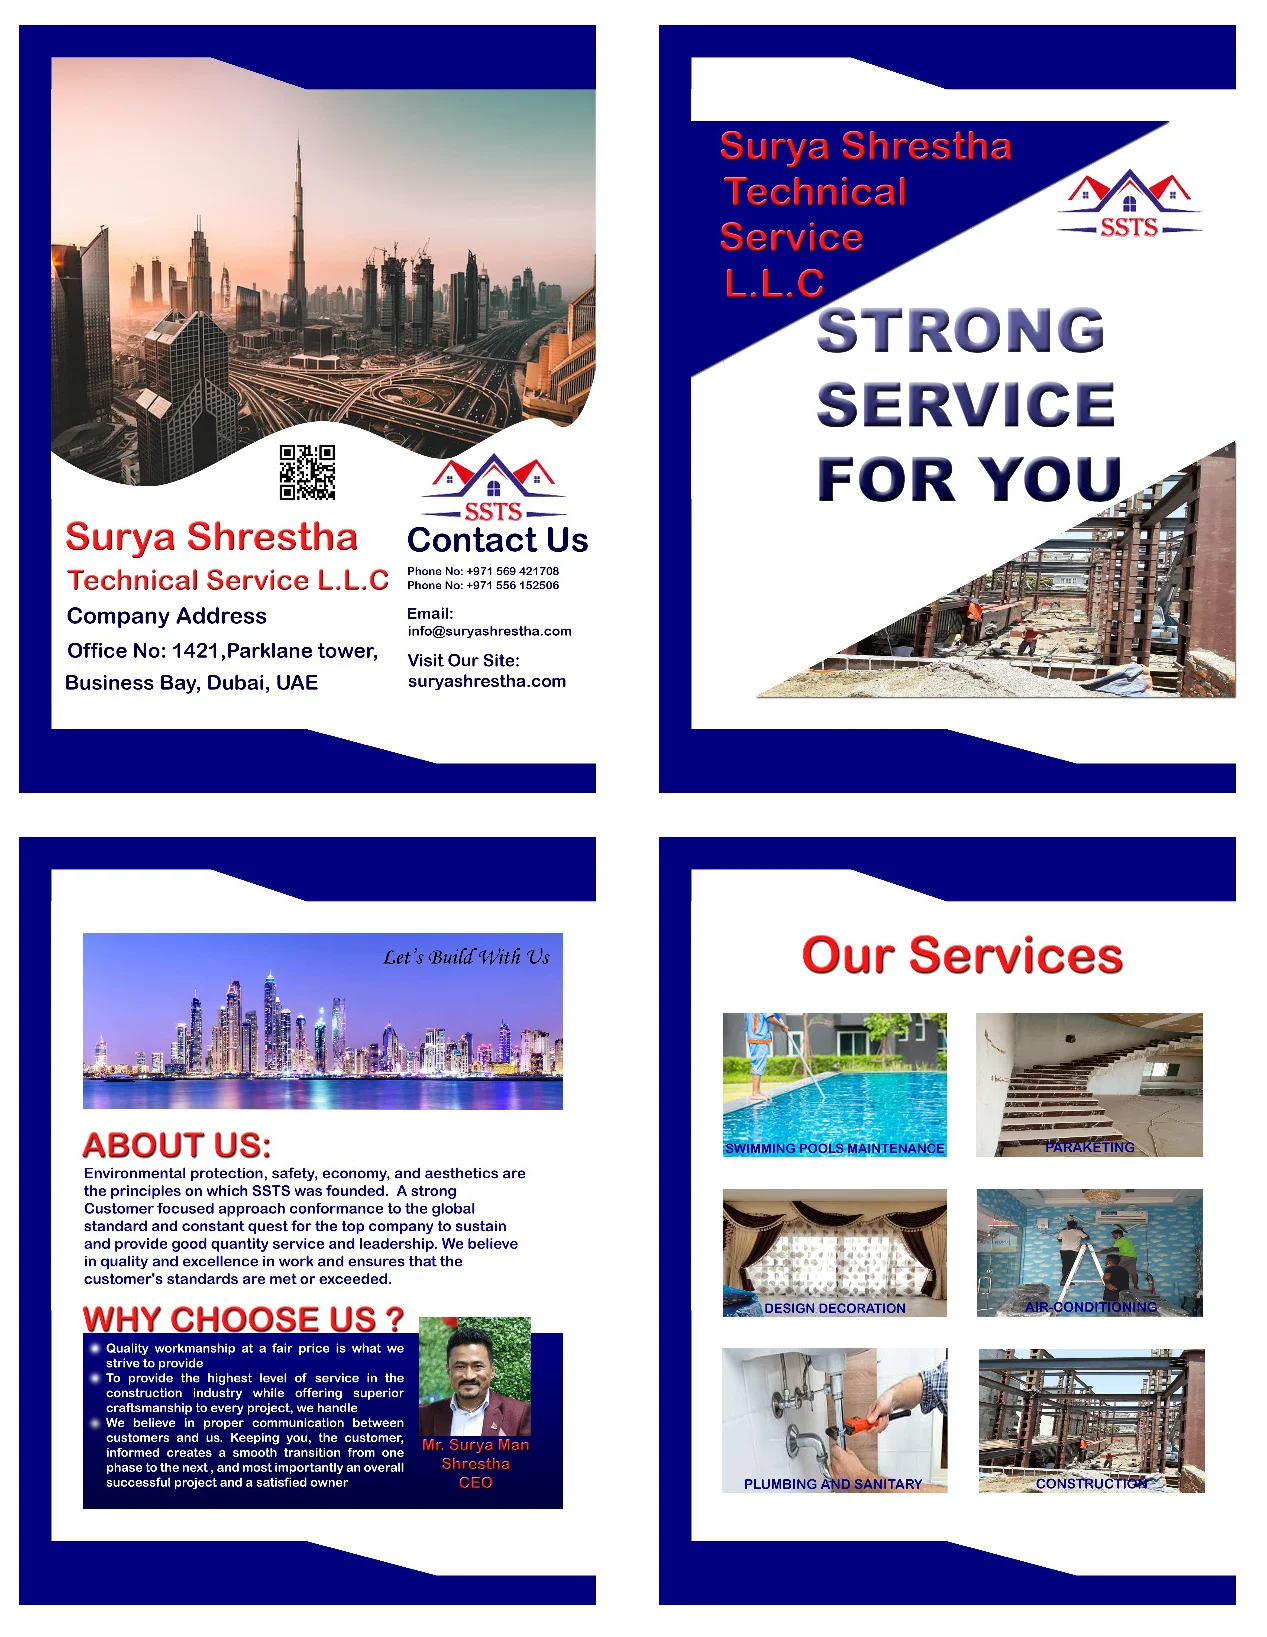 SSTS
Surya Shrestha
Technical Service L.L.C
Company Address
Office No: 1421,Parklane tower,
Business Bay, Dubai, UAE
Contact Us
Phone No: +971 569 421708
Phone No: +971 556 152506
Email:
info@suryashrestha.com
Visit Our Site:
suryashrestha.com
Surya Shrestha
Technical
Service
L.L.C
SSTS
STRONG
SERVICE
FOR YOU
Let's Build With Us
ABOUT US:
Environmental protection, safety, economy, and aesthetics are
the principles on which SSTS was founded.  A strong
Customer focused approach conformance to the global
standard and constant quest for the top company to sustain
and provide good quantity service and leadership. We believe
in quality and excellence in work and ensures that the
customer's standards are met or exceeded.
WHY CHOOSE US ?
Quality workmanship at a fair price is what we
strive to provide
To provide the highest level of service in the
construction industry while offering superior
craftsmanship to every project, we handle
We believe in proper communication between
customers and us. Keeping you, the customer,
informed creates a smooth transition from one
phase to the next , and most importantly an overall
successful project and a satisfied owner
Mr. Surya Man
Shrestha
CEO
Our Services
SWIMMING POOLS MAINTENANCE
PARAKETING
DESIGN DECORATION
AIR-CONDITIONING
PLUMBING AND SANITARY
CONSTRUCTION